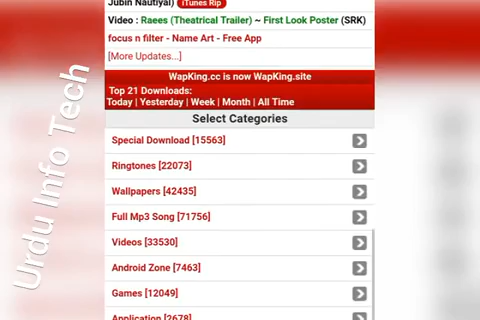 Jubin Nautiyal) iTunes Rip
Video : Raees (Theatrical Trailer) ~ First Look Poster (SRK)
focus n filter - Name Art - Free App
[More Updates...]
WapKing.cc is now WapKing.site
Top 21 Downloads:
Today | Yesterday | Week | Month | All Time
Select Categories
Special Download [15563]
Ringtones [22073]
Wallpapers [42435]
Full Mp3 Song [71756]
Videos [33530]
Android Zone [7463]
Games [12049]
Application [2678]
Urdu Info Tech